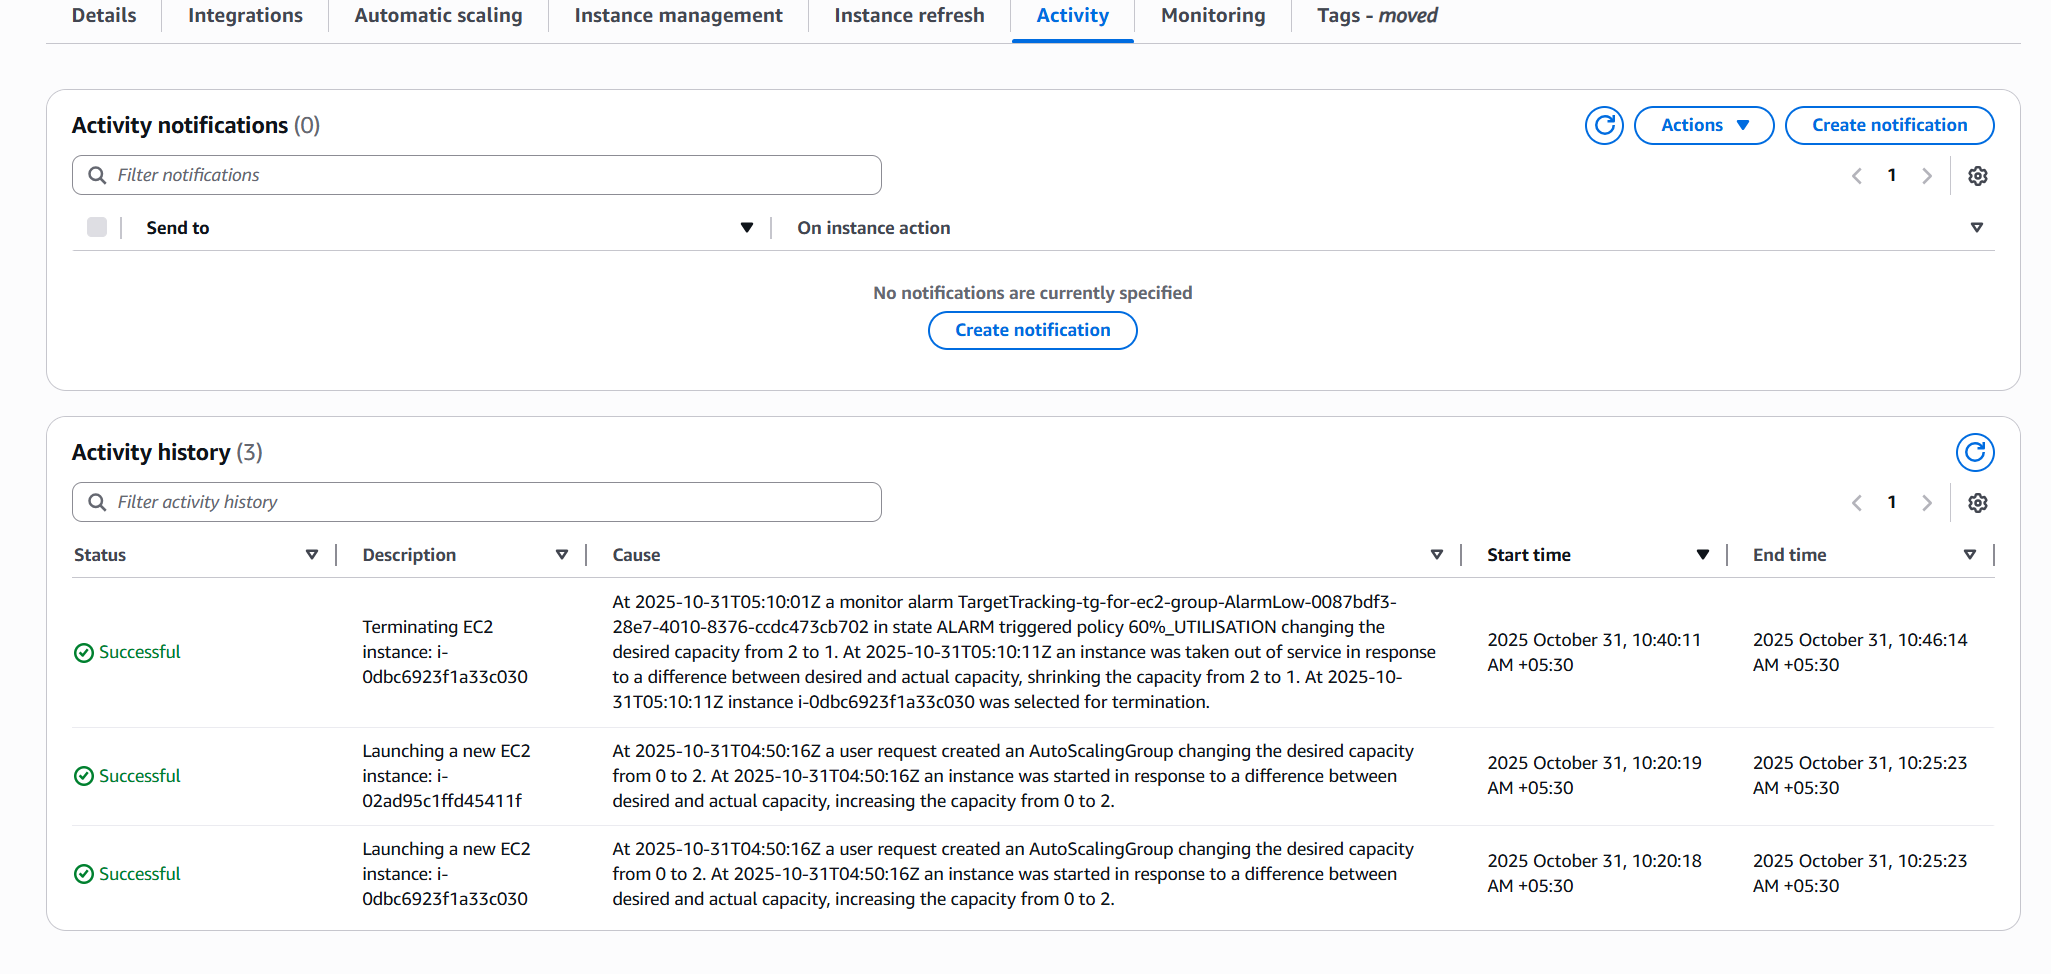 Details
Integrations
Automatic scaling
Instance management
Instance refresh
Activity
Monitoring
Tags - moved
Activity notifications (0)
Actions
Create notification
Filter notifications
1
Send to
On instance action
No notifications are currently specified
Create notification
Activity history (3)
Filter activity history
1
Status
Description
Cause
Start time
End time
Successful
Terminating EC2
instance: i-
0dbc6923f1a33c030
At 2025-10-31T05:10:01Z a monitor alarm TargetTracking-tg-for-ec2-group-AlarmLow-0087bdf3-
28e7-4010-8376-ccdc473cb702 in state ALARM triggered policy 60%_UTILISATION changing the
desired capacity from 2 to 1. At 2025-10-31T05:10:11Z an instance was taken out of service in response
to a difference between desired and actual capacity, shrinking the capacity from 2 to 1. At 2025-10-
31T05:10:11Z instance i-0dbc6923f1a33c030 was selected for termination.
2025 October 31, 10:40:11
AM +05:30
2025 October 31, 10:46:14
AM +05:30
Successful
Launching a new EC2
instance: i-
02ad95c1ffd45411f
At 2025-10-31T04:50:16Z a user request created an AutoScalingGroup changing the desired capacity
from 0 to 2. At 2025-10-31T04:50:16Z an instance was started in response to a difference between
desired and actual capacity, increasing the capacity from 0 to 2.
2025 October 31, 10:20:19
AM +05:30
2025 October 31, 10:25:23
AM +05:30
Successful
Launching a new EC2
instance: i-
0dbc6923f1a33c030
At 2025-10-31T04:50:16Z a user request created an AutoScalingGroup changing the desired capacity
from 0 to 2. At 2025-10-31T04:50:16Z an instance was started in response to a difference between
desired and actual capacity, increasing the capacity from 0 to 2.
2025 October 31, 10:20:18
AM +05:30
2025 October 31, 10:25:23
AM +05:30